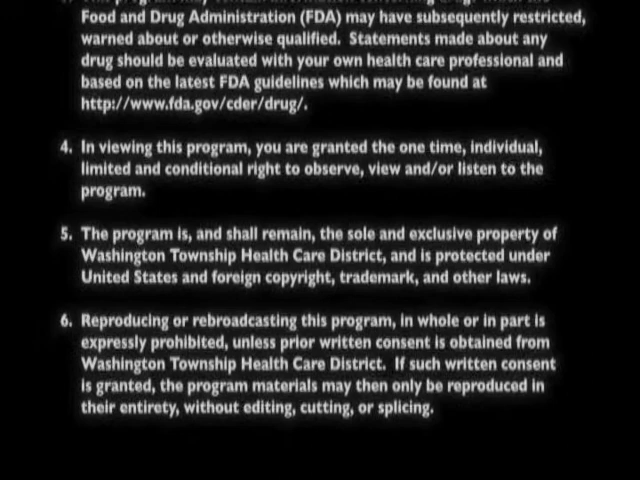 Food and Drug Administration (FDA) may have subsequently restricted,
warned about or otherwise qualified. Statements made about any
drug should be evaluated with your own health care professional and
based on the latest FDA guidelines which may be found at
http://www.fda.gov/cder/drug/.
4. In viewing this program, you are granted the one time, individual,
limited and conditional right to observe, view and/or listen to the
program.
5. The program is, and shall remain, the sole and exclusive property of
Washington Township Health Care District, and is protected under
United States and foreign copyright, trademark, and other laws.
6. Reproducing or rebroadcasting this program, in whole or in part is
expressly prohibited, unless prior written consent is obtained from
Washington Township Health Care District. If such written consent
is granted, the program materials may then only be reproduced in
their entirety, without editing, cutting, or splicing.